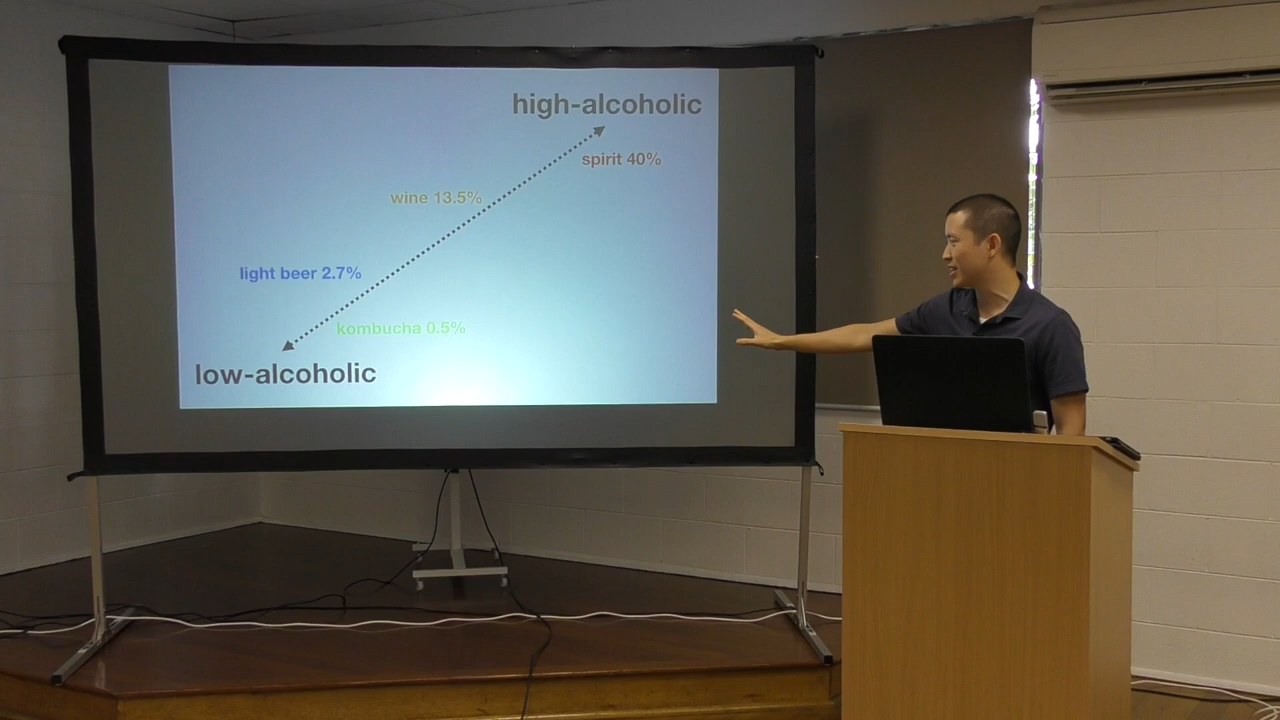 high-alcoholic
spirit 40%
wine 13.5%
light beer 2.7%
kombucha 0.5%
low-alcoholic